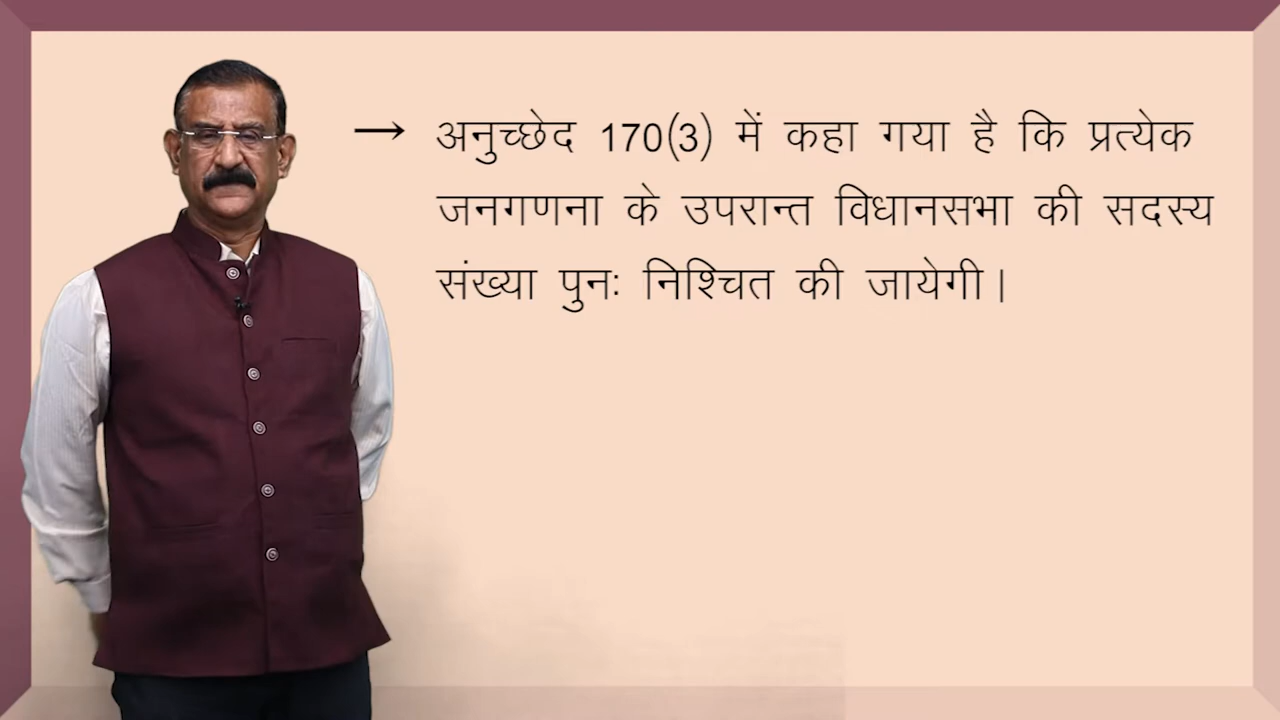 → अनुच्छेद 170(3) में कहा गया है कि प्रत्येक
जनगणना के उपरान्त विधानसभा की सदस्य
संख्या पुनः निश्चित की जायेगी।